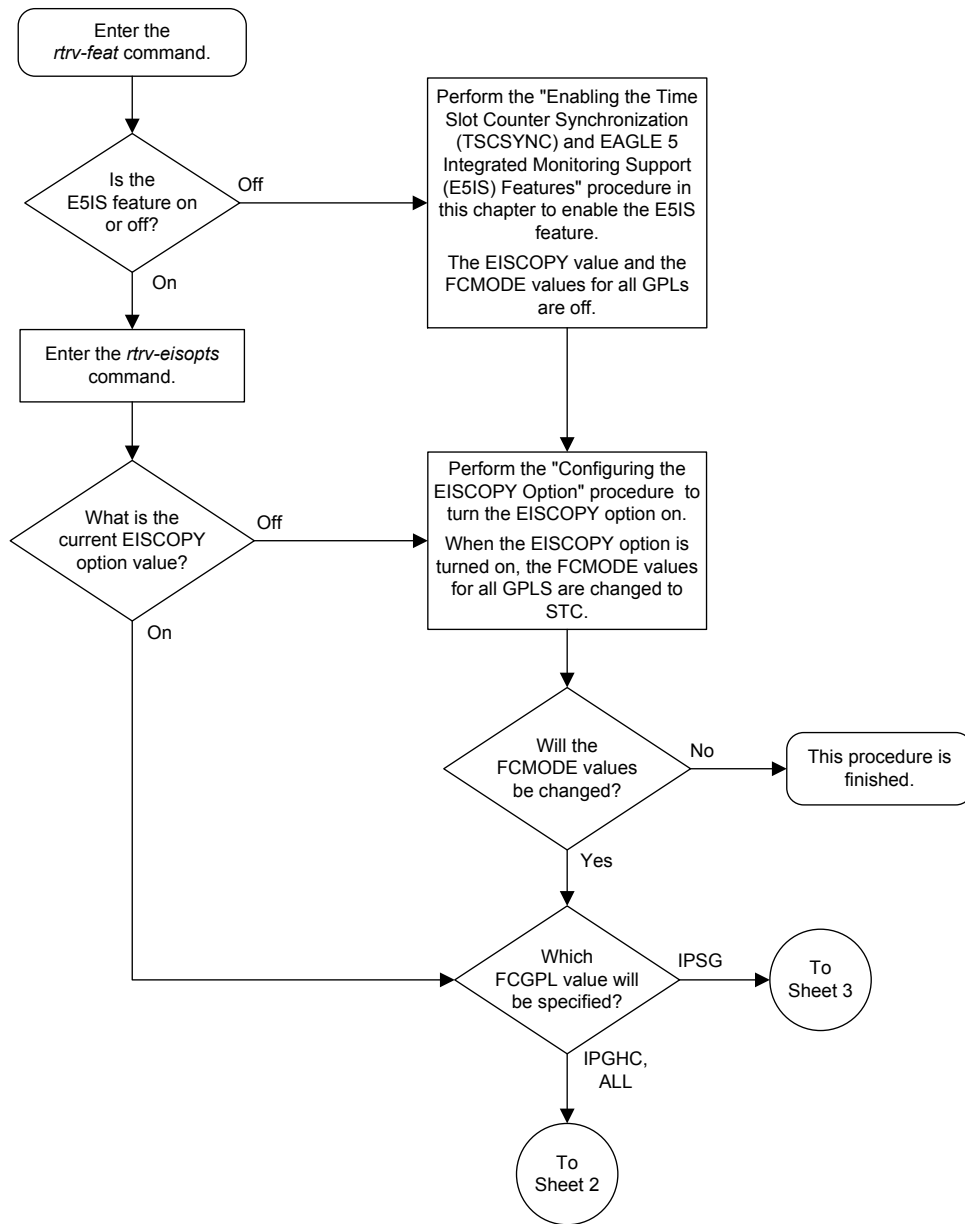 Enter the
rtrv-feat command.
Is the
E5IS feature on
or off?
Off
On
Perform the "Enabling the Time
Slot Counter Synchronization
(TSCSYNC) and EAGLE 5
Integrated Monitoring Support
(E5IS) Features" procedure in
this chapter to enable the E5IS
feature.
The EISCOPY value and the
FCMODE values for all GPLs
are off.
Enter the rtrv-eisopts
command.
What is the
current EISCOPY
option value?
Off
On
Perform the "Configuring the
EISCOPY Option" procedure to
turn the EISCOPY option on.
When the EISCOPY option is
turned on, the FCMODE values
for all GPLS are changed to
STC.
Will the
FCMODE values
be changed?
No
This procedure is
finished.
Yes
Which
FCGPL value will
be specified?
IPSG
To
Sheet 3
IPGHC,
ALL
To
Sheet 2